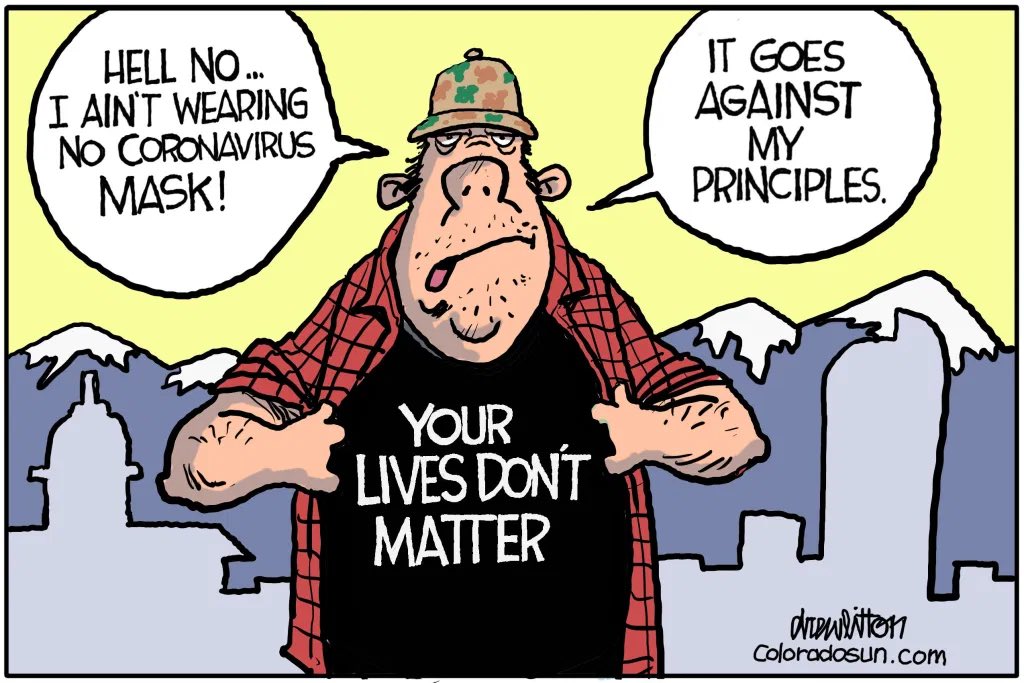 HELL NO...
I AIN'T WEARING
NO CORONAVIRUS
MASK!
IT GOES
AGAINST
MY
PRINCIPLES.
YOUR
LIVES DON'T
MATTER
drewlitton
Coloradosun.com